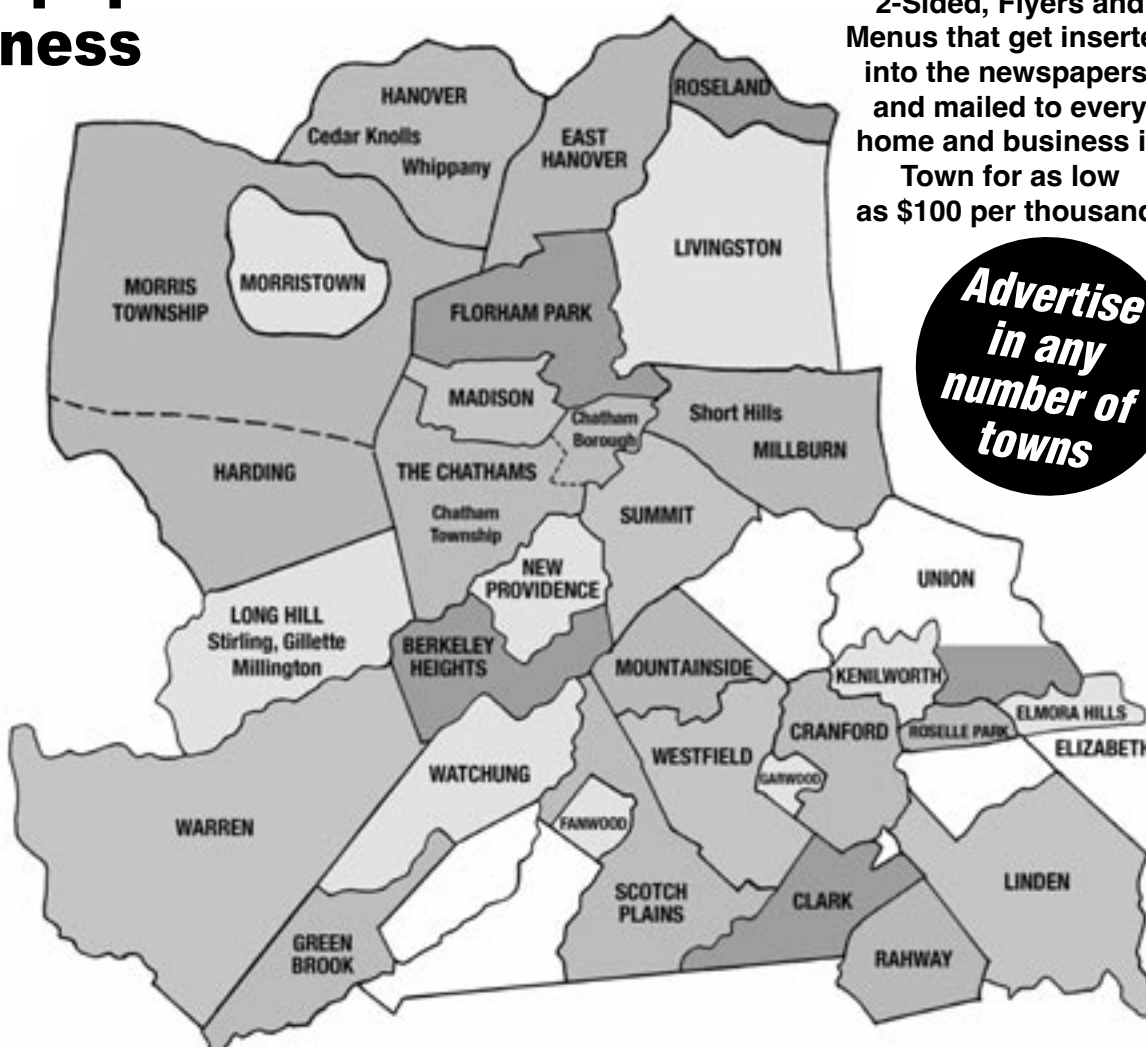 ness
2-Sided, Flyers and
Menus that get inserte
into the newspapers
and mailed to every
home and business i
Town for as low
as $100 per thousand
Advertise
in any
number of
towns
HANOVER
Cedar Knolls
Whippany
EAST
HANOVER
ROSELAND
LIVINGSTON
MORRIS
TOWNSHIP
MORRISTOWN
FLORHAM PARK
MADISON
Chatham
Borough
Short Hills
MILLBURN
HARDING
THE CHATHAMS
Chatham
Township
SUMMIT
NEW
PROVIDENCE
UNION
LONG HILL
Stirling, Gillette
Millington
BERKELEY
HEIGHTS
MOUNTAINSIDE
KENILWORTH
ELMORA HILLS
ROSELLE PARK
CRANFORD
ELIZABETH
WESTFIELD
GARWOOD
WATCHUNG
WARREN
FANWOOD
SCOTCH
PLAINS
CLARK
LINDEN
GREEN
BROOK
RAHWAY